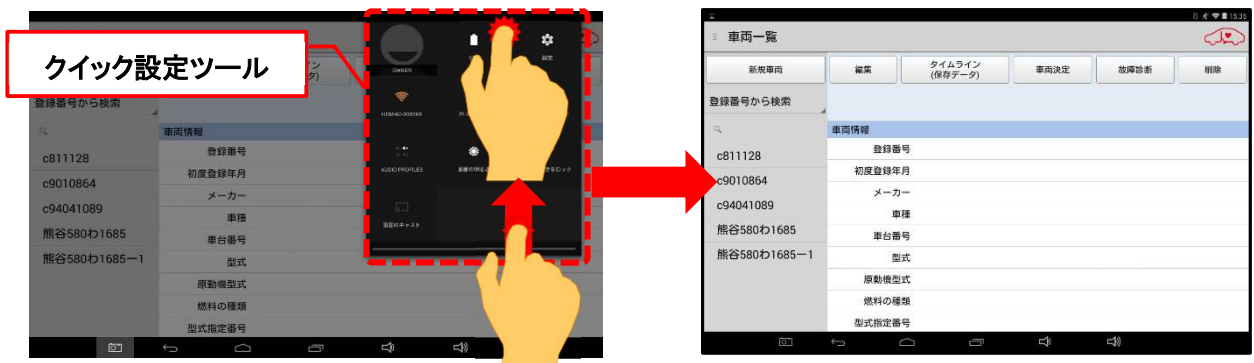 クイック設定ツール
イン
タ)
登録番号から検索
c811128
c9010864
c94041089
熊谷580わ1685
熊谷580わ1685ー1
車両情報
登録番号
初度登録年月
メーカー
車種
車台番号
型式
原動機型式
燃料の種類
型式指定番号
OWNER
設定
AUDIO PROFILES
画面のキャスト
15:35
車両一覧
新規車両
編集
タイムライン
(保存データ)
車両決定
故障診断
削除
登録番号から検索
c811128
c9010864
c94041089
熊谷580わ1685
熊谷580わ1685ー1
車両情報
登録番号
初度登録年月
メーカー
車種
車台番号
型式
原動機型式
燃料の種類
型式指定番号